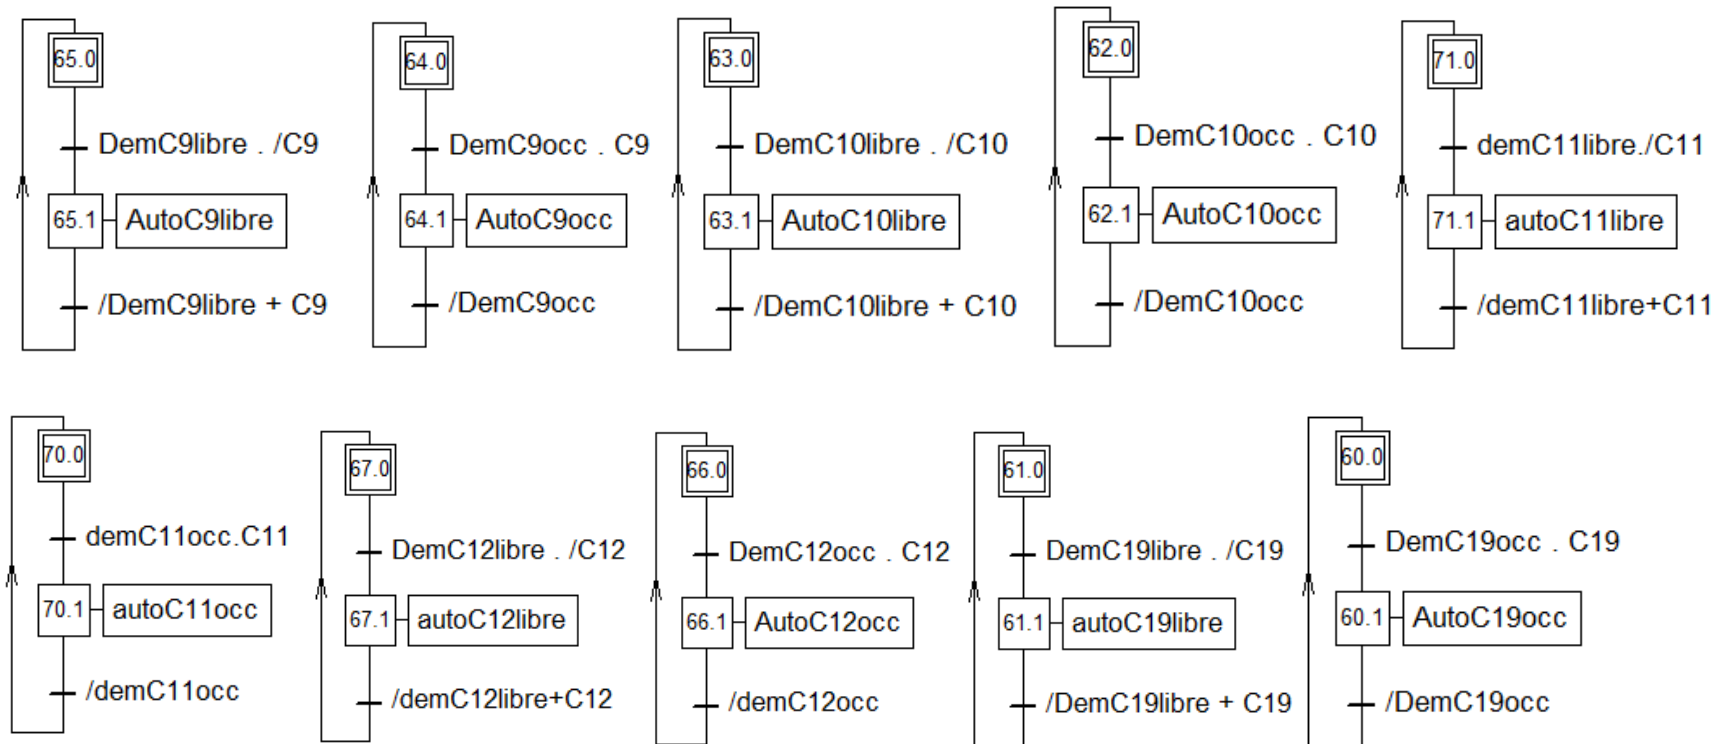 65.0
DemC9libre . /C9
65.1 AutoC9libre
/DemC9libre + C9
64.0
DemC9occ . C9
64.1 AutoC9occ
/DemC9occ
63.0
DemC10libre . /C10
63.1 AutoC10libre
/DemC10libre + C10
62.0
DemC10occ . C10
62.1 AutoC10occ
/DemC10occ
71.0
demC11libre./C11
71.1 autoC11libre
/demC11libre+C11
70.0
demC11occ.C11
70.1 autoC11occ
/demC11occ
67.0
DemC12libre . /C12
67.1 autoC12libre
/demC12libre+C12
66.0
DemC12occ . C12
66.1 AutoC12occ
/demC12occ
61.0
DemC19libre . /C19
61.1 autoC19libre
/DemC19libre + C19
60.0
DemC19occ . C19
60.1 AutoC19occ
/DemC19occ